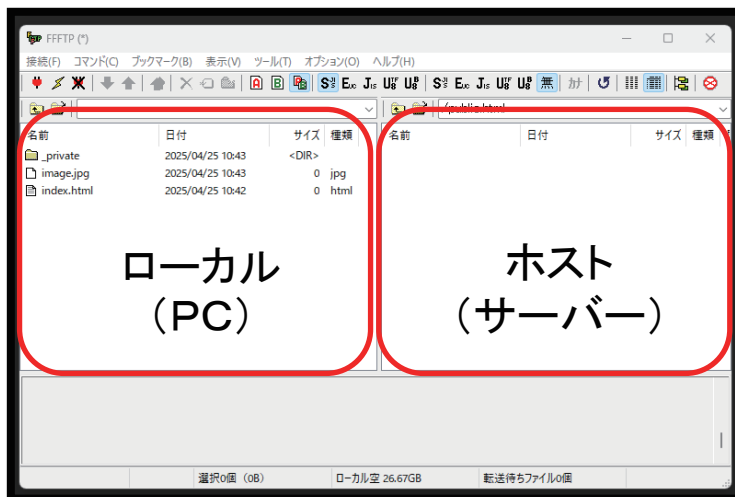 FFFTP (*)
接続(F) コマンド(C) ブックマーク(B) 表示(V) ツール(T) オプション(O) ヘルプ(H)
/public_html
名前 日付 サイズ 種類 名前 日付 サイズ 種類
_private 2025/04/25 10:43 <DIR>
image.jpg 2025/04/25 10:43 0 jpg
index.html 2025/04/25 10:42 0 html
ローカル
（PC）
ホスト
（サーバー）
選択0個（0B） ローカル空 26.67GB 転送待ちファイル0個